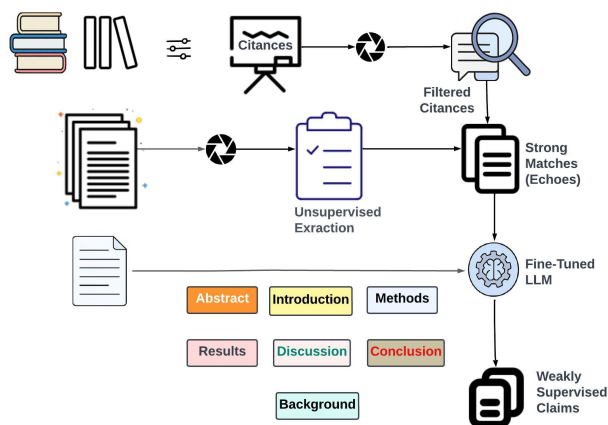 Citances
Filtered
Citances
Strong
Matches
(Echoes)
Unsupervised
Exraction
Fine-Tuned
LLM
Abstract
Introduction
Methods
Results
Discussion
Conclusion
Background
Weakly
Supervised
Claims